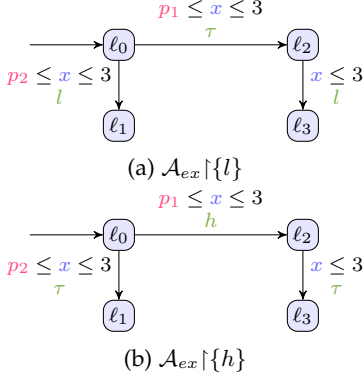 p₁ ≤ x ≤ 3
τ
ℓ₀ ℓ₂
p₂ ≤ x ≤ 3 x ≤ 3
l l
ℓ₁ ℓ₃
(a) 𝒜ₑₓ↾{l}
p₁ ≤ x ≤ 3
h
ℓ₀ ℓ₂
p₂ ≤ x ≤ 3 x ≤ 3
τ τ
ℓ₁ ℓ₃
(b) 𝒜ₑₓ↾{h}